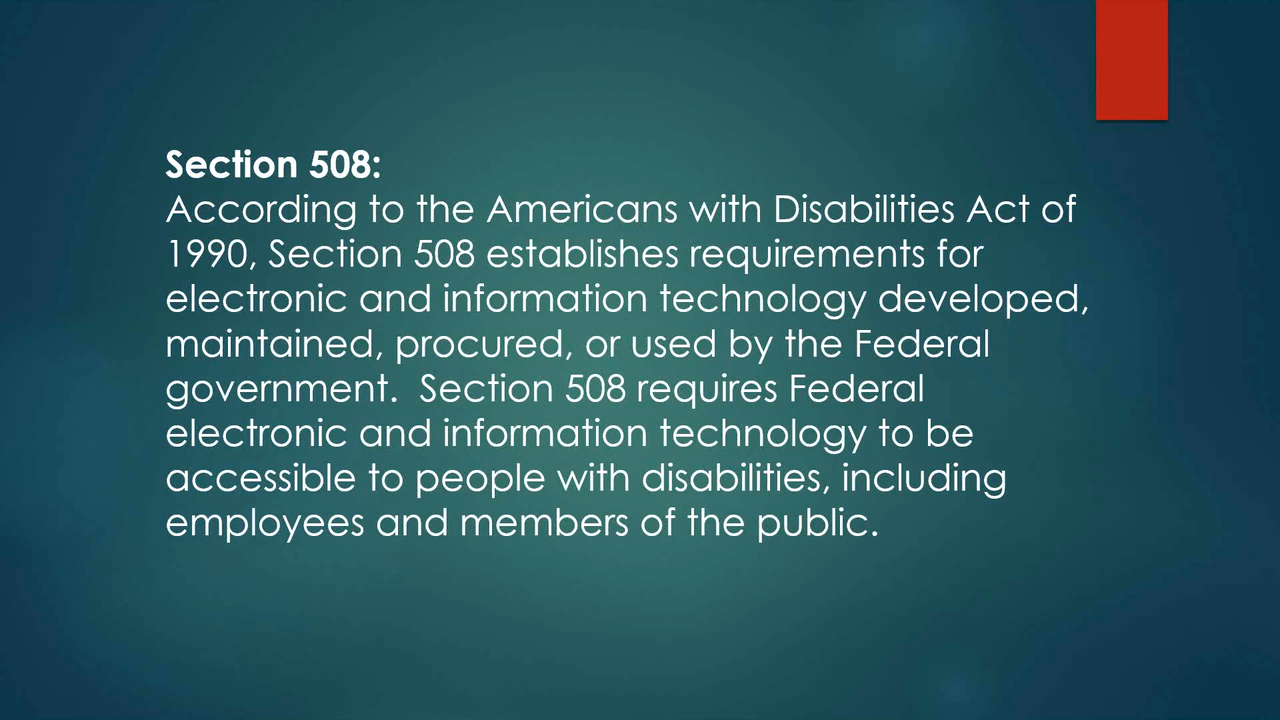 Section 508:
According to the Americans with Disabilities Act of
1990, Section 508 establishes requirements for
electronic and information technology developed,
maintained, procured, or used by the Federal
government.  Section 508 requires Federal
electronic and information technology to be
accessible to people with disabilities, including
employees and members of the public.